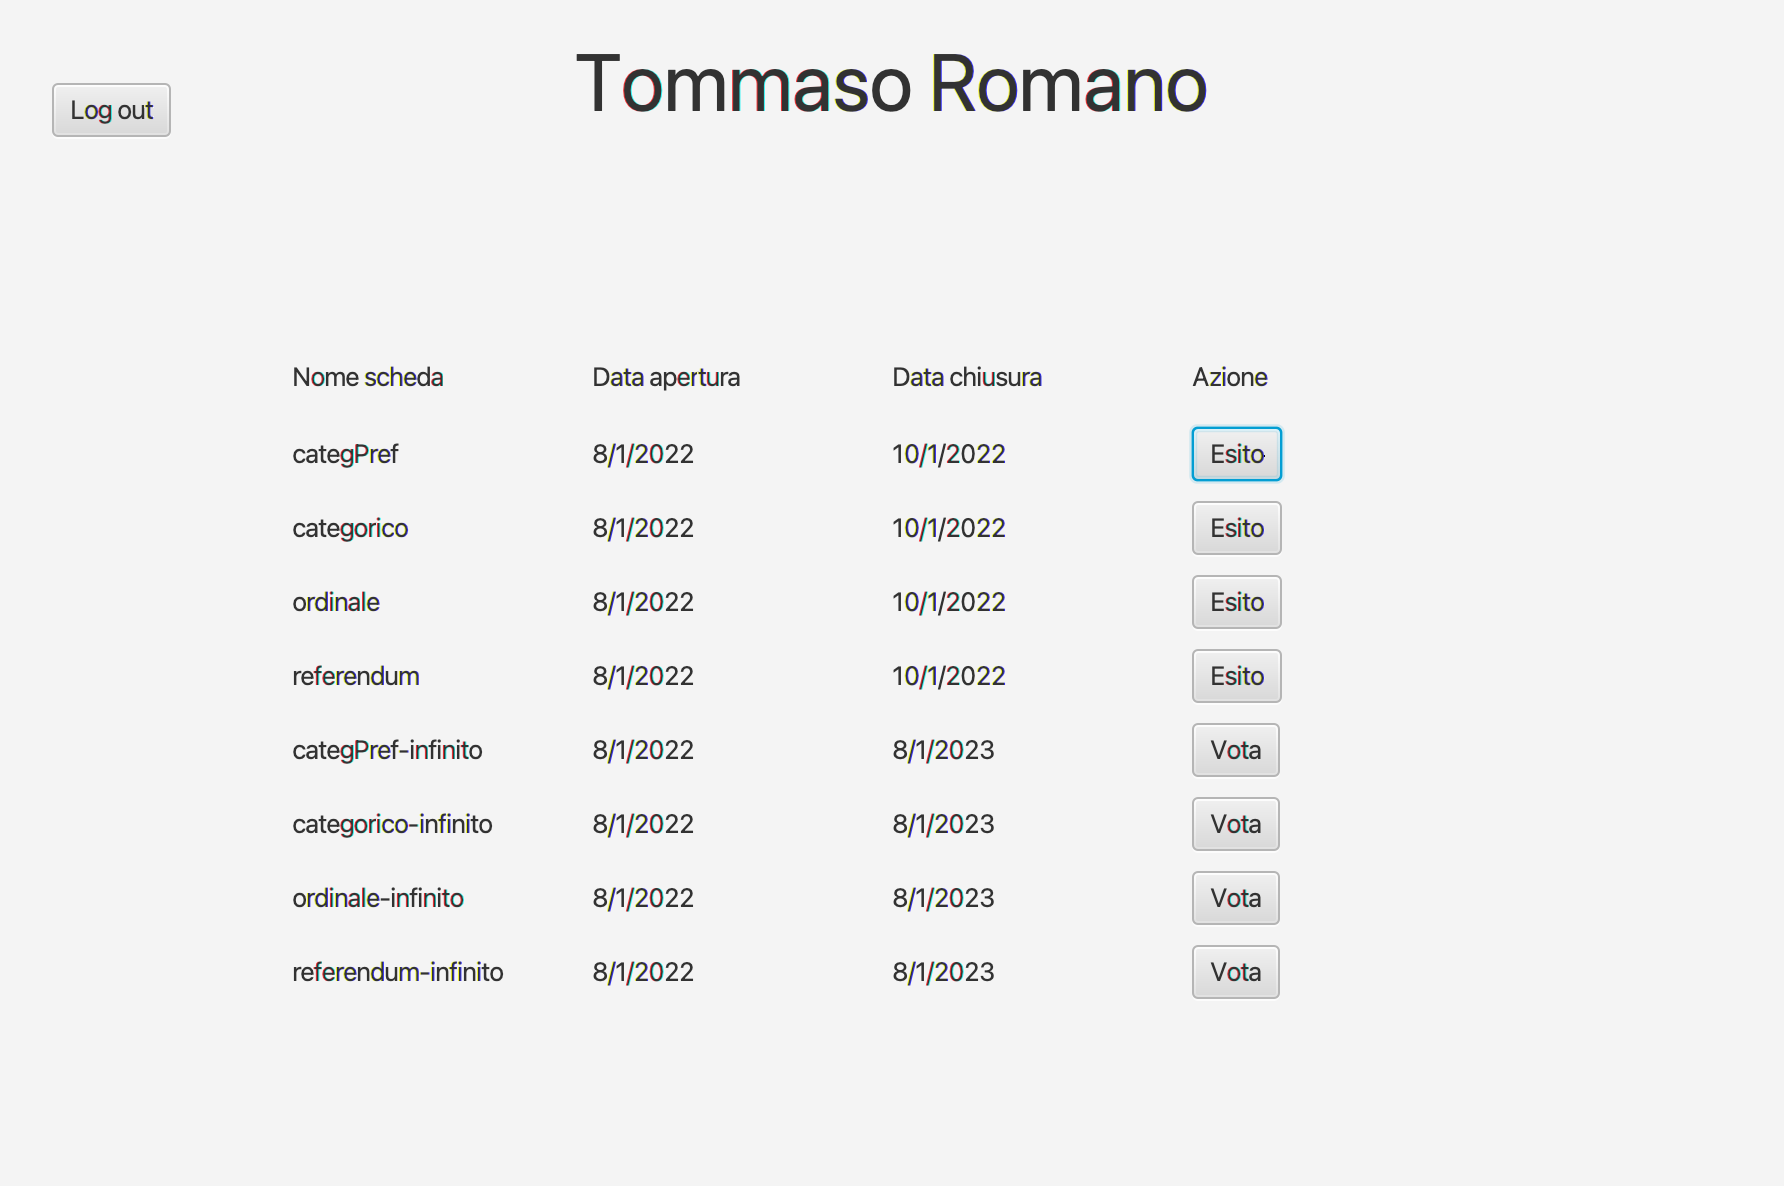 Tommaso Romano
Log out
Nome scheda Data apertura Data chiusura Azione
categPref 8/1/2022 10/1/2022 Esito
categorico 8/1/2022 10/1/2022 Esito
ordinale 8/1/2022 10/1/2022 Esito
referendum 8/1/2022 10/1/2022 Esito
categPref-infinito 8/1/2022 8/1/2023 Vota
categorico-infinito 8/1/2022 8/1/2023 Vota
ordinale-infinito 8/1/2022 8/1/2023 Vota
referendum-infinito 8/1/2022 8/1/2023 Vota